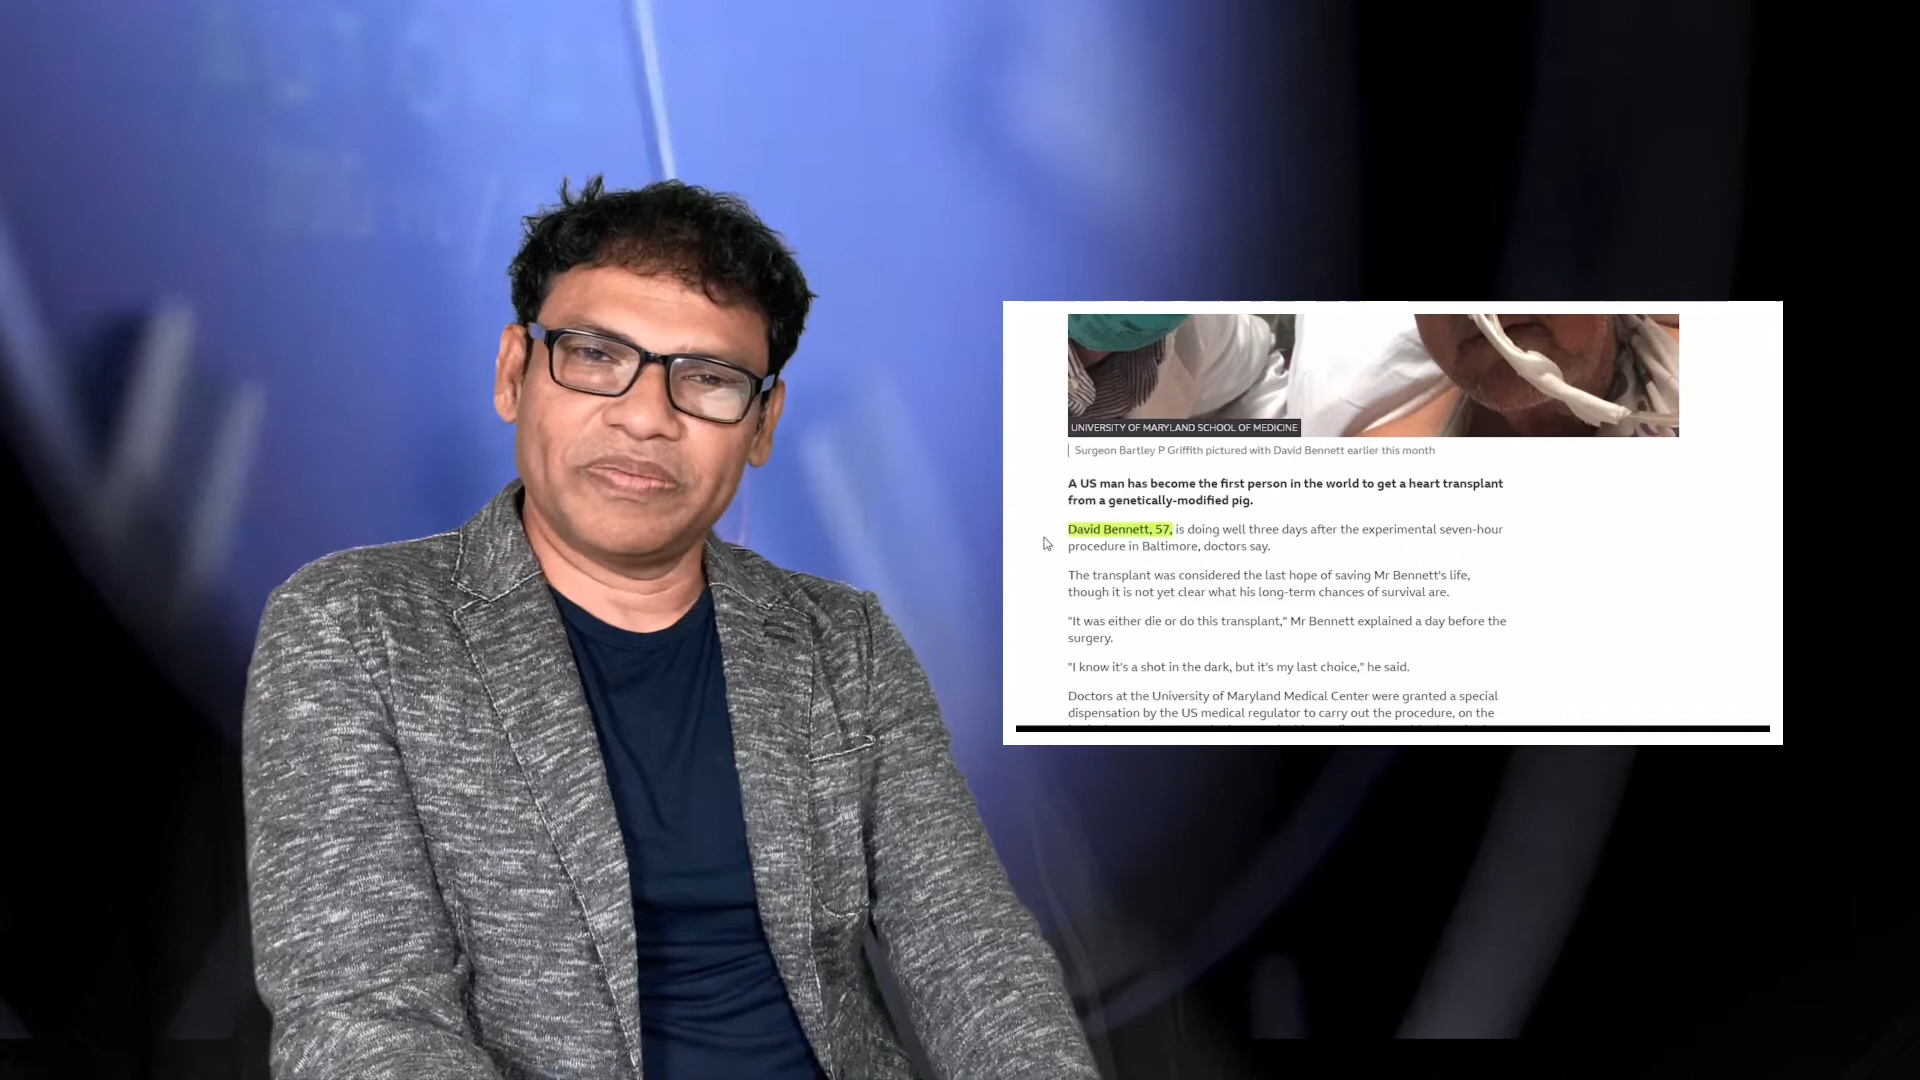 UNIVERSITY OF MARYLAND SCHOOL OF MEDICINE
Surgeon Bartley P Griffith pictured with David Bennett earlier this month
A US man has become the first person in the world to get a heart transplant
from a genetically-modified pig.
David Bennett, 57, is doing well three days after the experimental seven-hour
procedure in Baltimore, doctors say.
The transplant was considered the last hope of saving Mr Bennett's life,
though it is not yet clear what his long-term chances of survival are.
"It was either die or do this transplant," Mr Bennett explained a day before the
surgery.
"I know it's a shot in the dark, but it's my last choice," he said.
Doctors at the University of Maryland Medical Center were granted a special
dispensation by the US medical regulator to carry out the procedure, on the